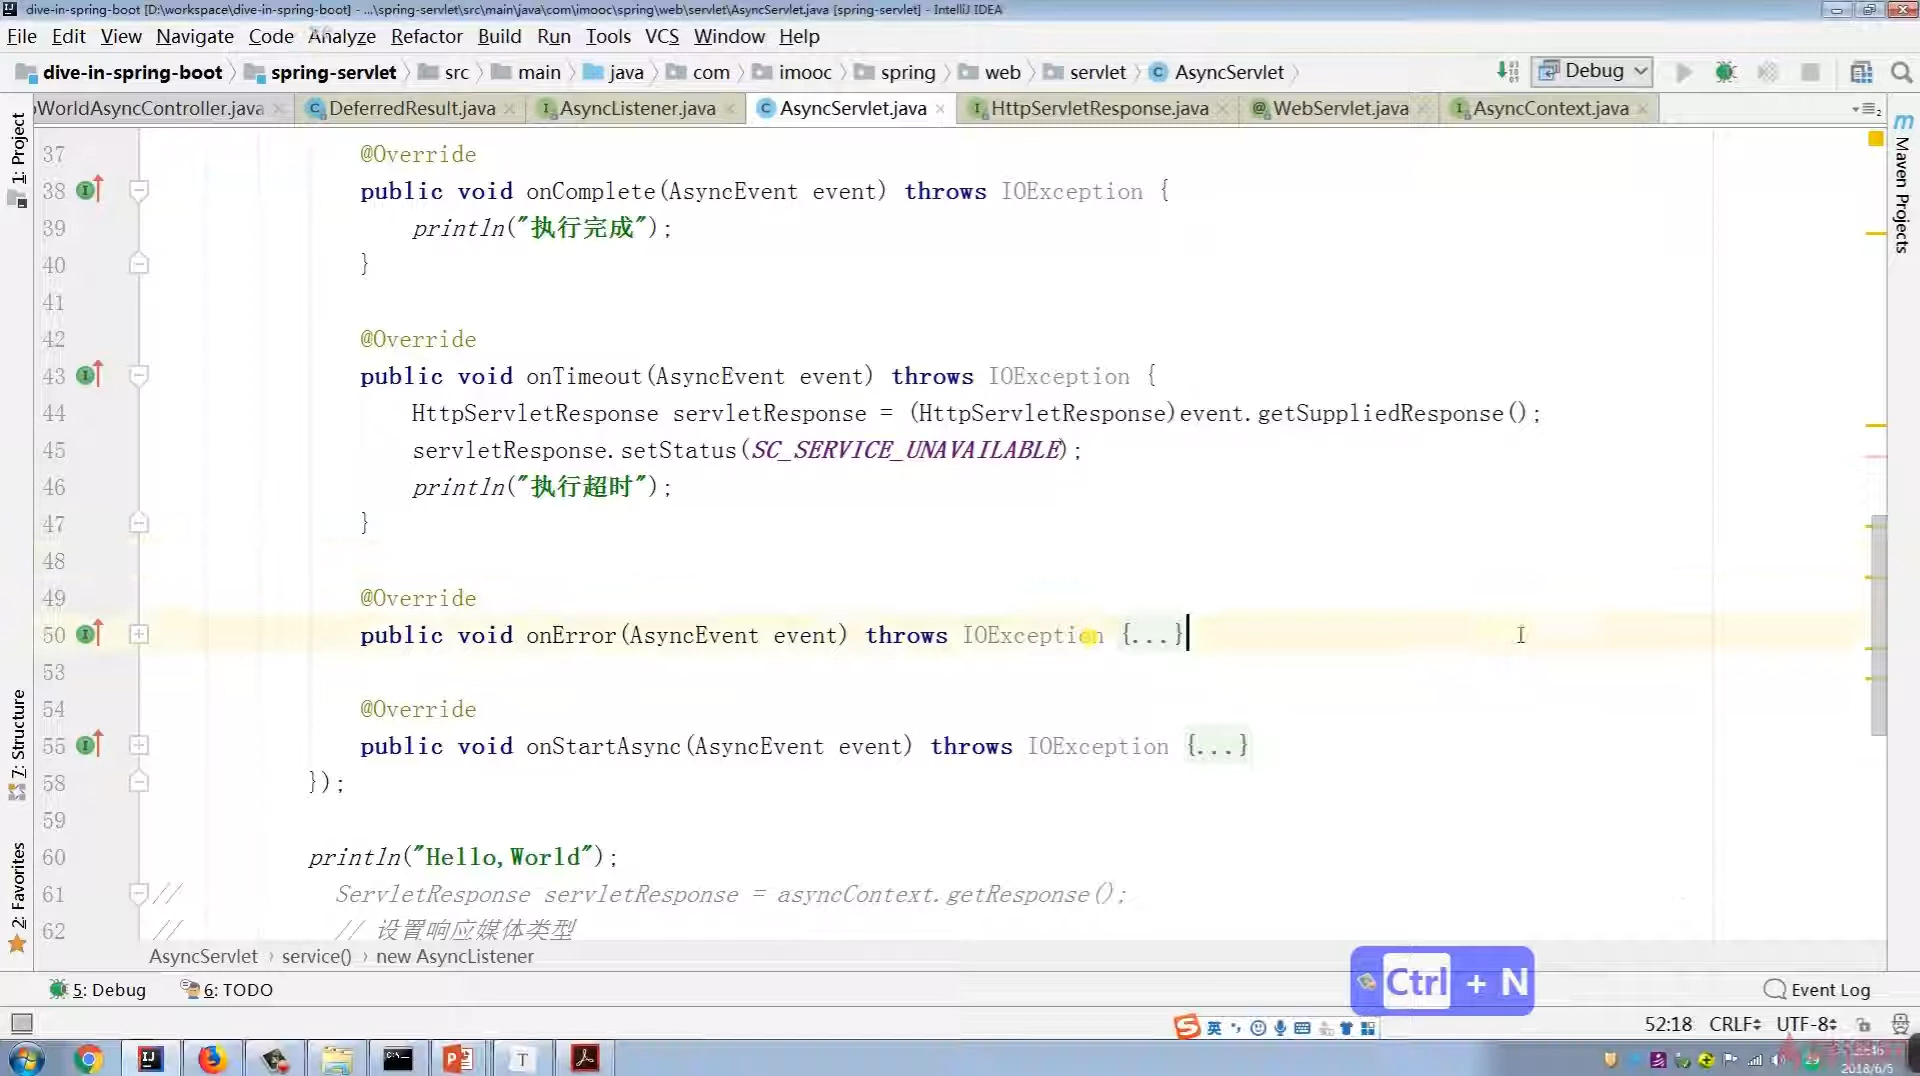 dive-in-spring-boot [D:\workspace\dive-in-spring-boot] - ...\spring-servlet\src\main\java\com\imooc\spring\web\servlet\AsyncServlet.java [spring-servlet] - IntelliJ IDEA
File Edit View Navigate Code Analyze Refactor Build Run Tools VCS Window Help
dive-in-spring-boot spring-servlet src main java com imooc spring web servlet AsyncServlet Debug
WorldAsyncController.java DeferredResult.java AsyncListener.java AsyncServlet.java HttpServletResponse.java WebServlet.java AsyncContext.java
1: Project
7: Structure
2: Favorites
Maven Projects
37 @Override
38 public void onComplete(AsyncEvent event) throws IOException {
39 println("执行完成");
40 }
41
42 @Override
43 public void onTimeout(AsyncEvent event) throws IOException {
44 HttpServletResponse servletResponse = (HttpServletResponse)event.getSuppliedResponse();
45 servletResponse.setStatus(SC_SERVICE_UNAVAILABLE);
46 println("执行超时");
47 }
48
49 @Override
50 public void onError(AsyncEvent event) throws IOException {...}
53
54 @Override
55 public void onStartAsync(AsyncEvent event) throws IOException {...}
58 });
59
60 println("Hello,World");
61 // ServletResponse servletResponse = asyncContext.getResponse();
62 // // 设置响应媒体类型
AsyncServlet › service() › new AsyncListener
Ctrl + N
5: Debug 6: TODO Event Log
英
52:18 CRLF UTF-8
2018/6/5